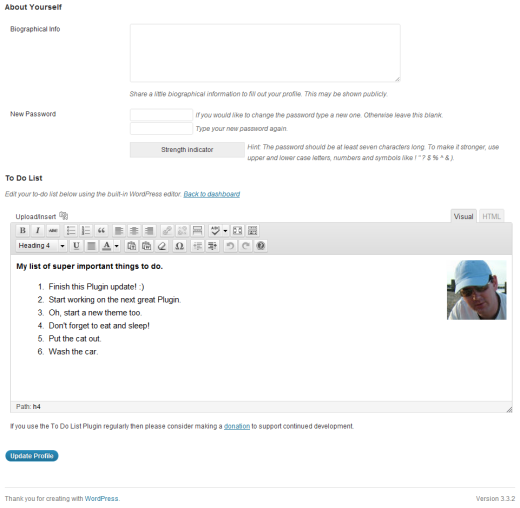 About Yourself
Biographical Info
Share a little biographical information to fill out your profile. This may be shown publicly.
New Password
If you would like to change the password type a new one. Otherwise leave this blank.
Type your new password again.
Strength indicator
Hint: The password should be at least seven characters long. To make it stronger, use
upper and lower case letters, numbers and symbols like ! " ? $ % ^ & ).
To Do List
Edit your to-do list below using the built-in WordPress editor. Back to dashboard
Upload/Insert
Visual HTML
B I ABC
Heading 4 U A Ω
My list of super important things to do.
1. Finish this Plugin update! :)
2. Start working on the next great Plugin.
3. Oh, start a new theme too.
4. Don't forget to eat and sleep!
5. Put the cat out.
6. Wash the car.
Path: h4
If you use the To Do List Plugin regularly then please consider making a donation to support continued development.
Update Profile
Thank you for creating with WordPress.
Version 3.3.2